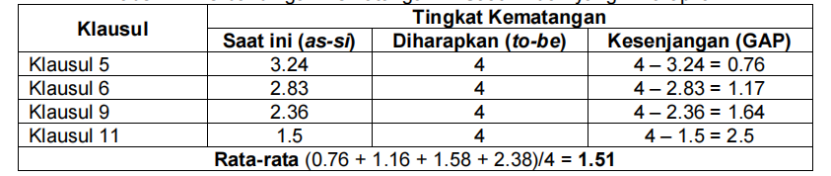 Klausul
Tingkat Kematangan
Saat ini (as-si) Diharapkan (to-be) Kesenjangan (GAP)
Klausul 5 3.24 4 4 – 3.24 = 0.76
Klausul 6 2.83 4 4 – 2.83 = 1.17
Klausul 9 2.36 4 4 – 2.36 = 1.64
Klausul 11 1.5 4 4 – 1.5 = 2.5
Rata-rata (0.76 + 1.16 + 1.58 + 2.38)/4 = 1.51